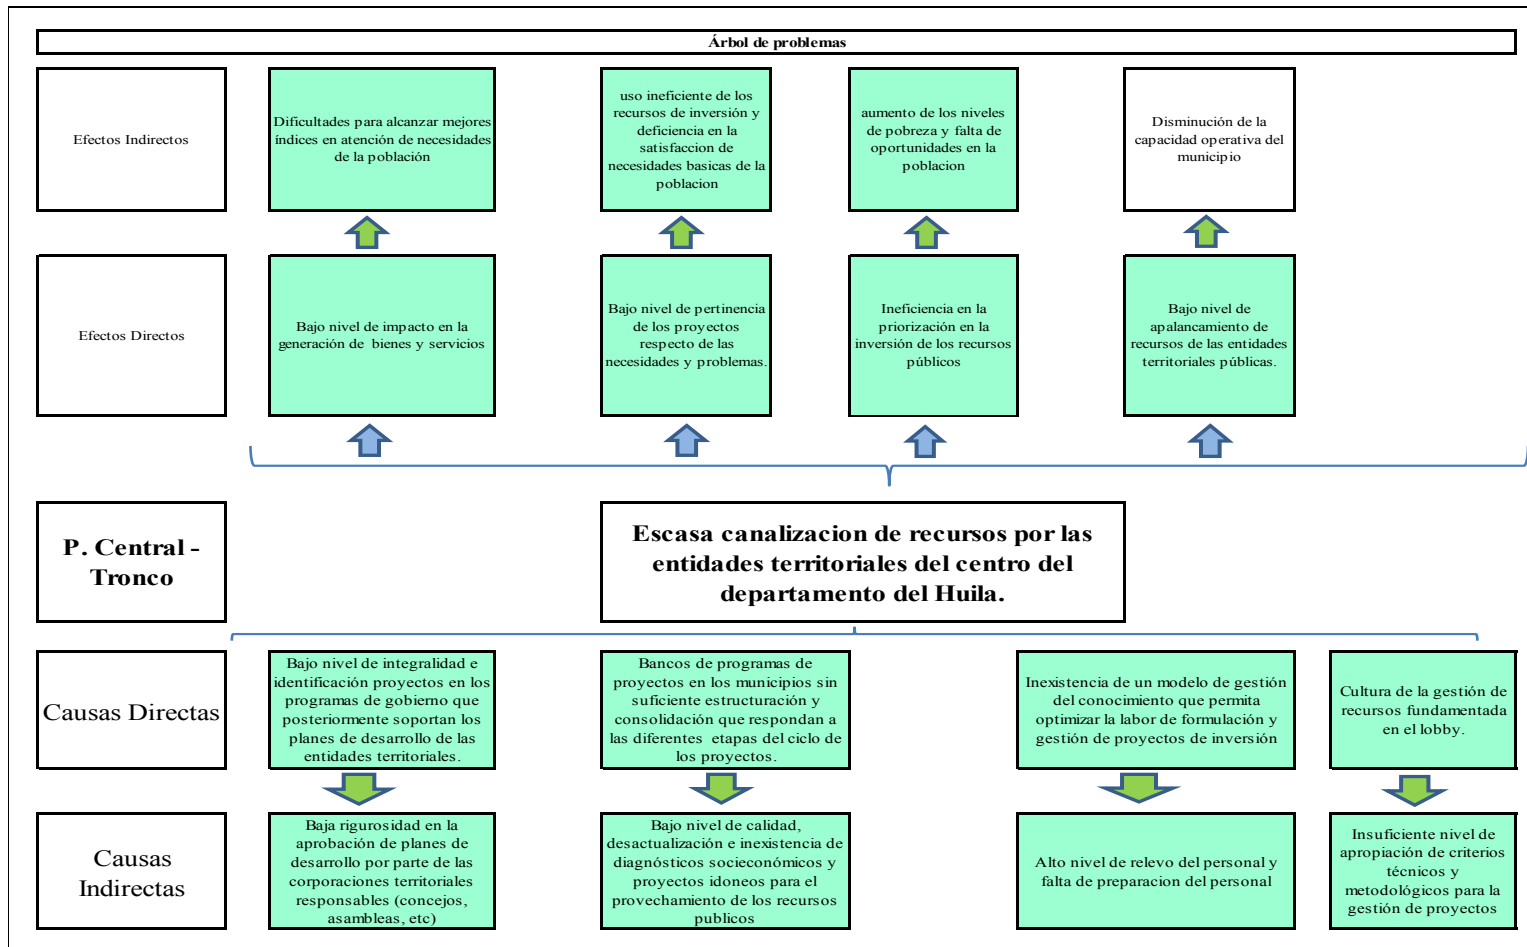 Árbol de problemas
Efectos Indirectos
Dificultades para alcanzar mejores
índices en atención de necesidades
de la población
uso ineficiente de los
recursos de inversión y
deficiencia en la
satisfaccion de
necesidades basicas de la
poblacion
aumento de los niveles
de pobreza y falta de
oportunidades en la
poblacion
Disminución de la
capacidad operativa del
municipio
Efectos Directos
Bajo nivel de impacto en la
generación de bienes y servicios
Bajo nivel de pertinencia
de los proyectos
respecto de las
necesidades y problemas.
Ineficiencia en la
priorización en la
inversión de los recursos
públicos
Bajo nivel de
apalancamiento de
recursos de las entidades
territoriales públicas.
P. Central -
Tronco
Escasa canalizacion de recursos por las
entidades territoriales del centro del
departamento del Huila.
Causas Directas
Bajo nivel de integralidad e
identificación proyectos en los
programas de gobierno que
posteriormente soportan los
planes de desarrollo de las
entidades territoriales.
Bancos de programas de
proyectos en los municipios sin
suficiente estructuración y
consolidación que respondan a
las diferentes etapas del ciclo de
los proyectos.
Inexistencia de un modelo de gestión
del conocimiento que permita
optimizar la labor de formulación y
gestión de proyectos de inversión
Cultura de la gestión de
recursos fundamentada
en el lobby.
Causas
Indirectas
Baja rigurosidad en la
aprobación de planes de
desarrollo por parte de las
corporaciones territoriales
responsables (concejos,
asambleas, etc)
Bajo nivel de calidad,
desactualización e inexistencia de
diagnósticos socieconómicos y
proyectos idoneos para el
provechamiento de los recursos
publicos
Alto nivel de relevo del personal y
falta de preparacion del personal
Insuficiente nivel de
apropiación de criterios
técnicos y
metodológicos para la
gestión de proyectos